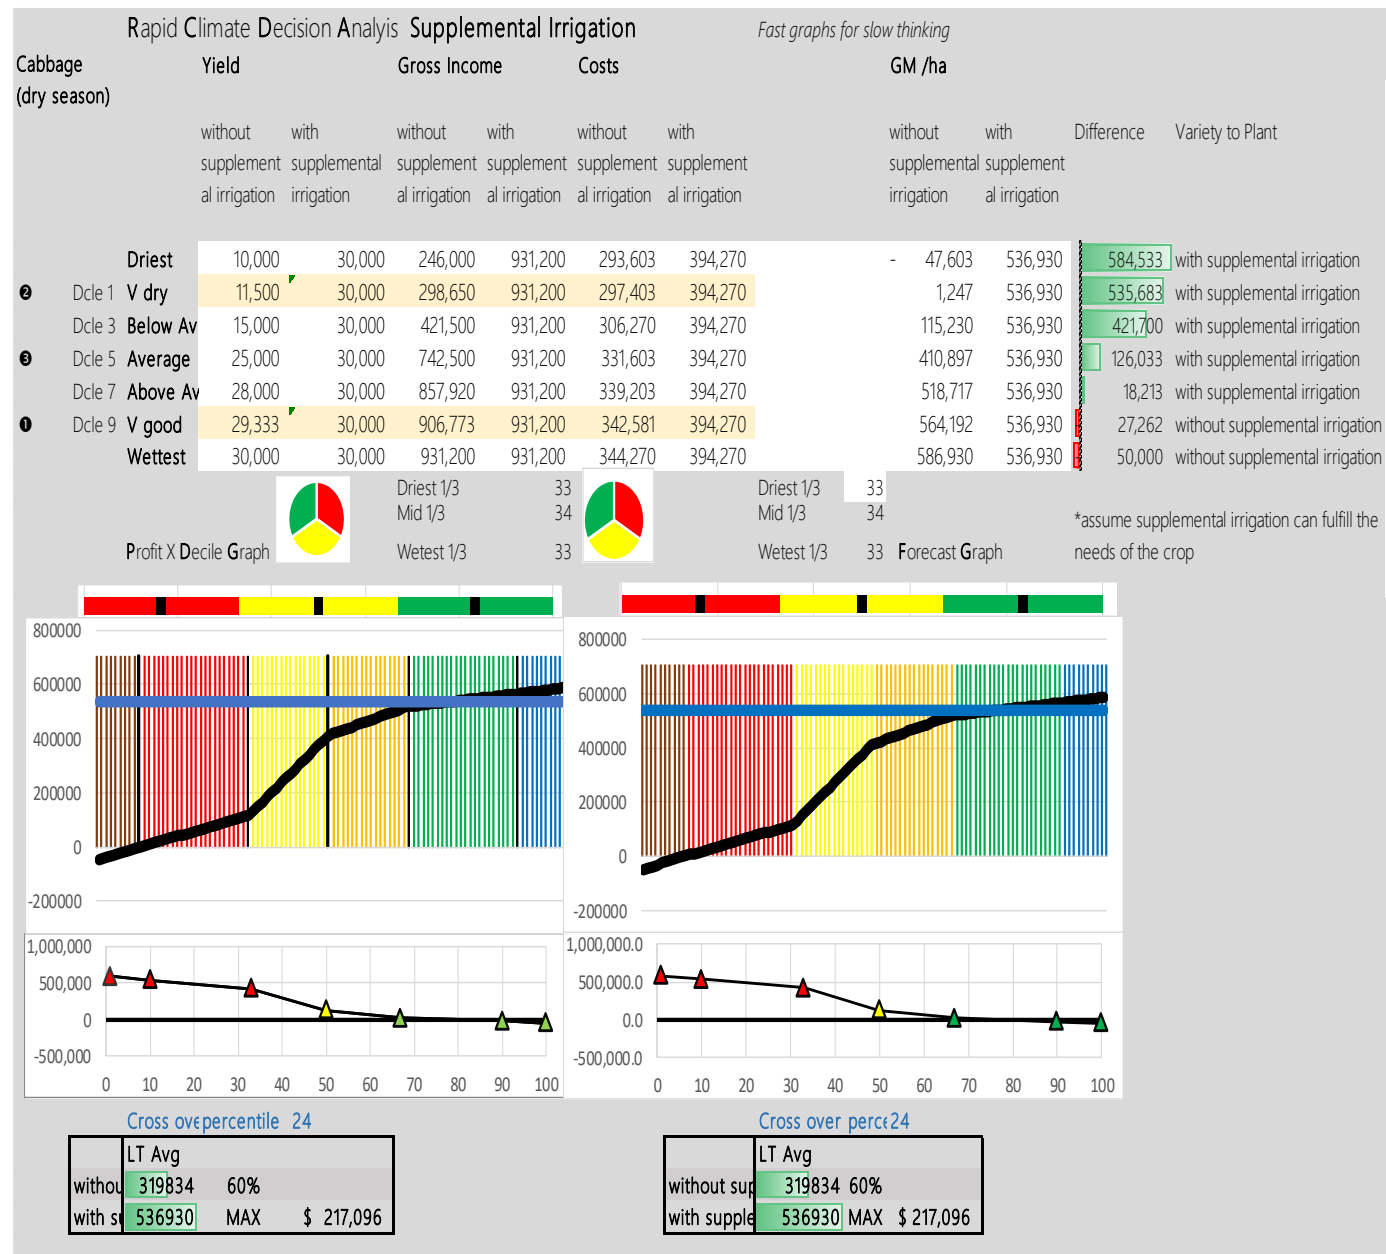 Rapid Climate Decision Analyis Supplemental Irrigation Fast graphs for slow thinking
Cabbage Yield Gross Income Costs GM /ha
(dry season)
without with without with without with without with Difference Variety to Plant
supplement supplemental supplement supplement supplement supplement supplemental supplement
al irrigation irrigation al irrigation al irrigation al irrigation al irrigation irrigation al irrigation
Driest 10,000 30,000 246,000 931,200 293,603 394,270 - 47,603 536,930 584,533 with supplemental irrigation
❷ Dcle 1 V dry 11,500 30,000 298,650 931,200 297,403 394,270 1,247 536,930 535,683 with supplemental irrigation
Dcle 3 Below Av 15,000 30,000 421,500 931,200 306,270 394,270 115,230 536,930 421,700 with supplemental irrigation
❸ Dcle 5 Average 25,000 30,000 742,500 931,200 331,603 394,270 410,897 536,930 126,033 with supplemental irrigation
Dcle 7 Above Av 28,000 30,000 857,920 931,200 339,203 394,270 518,717 536,930 18,213 with supplemental irrigation
❶ Dcle 9 V good 29,333 30,000 906,773 931,200 342,581 394,270 564,192 536,930 27,262 without supplemental irrigation
Wettest 30,000 30,000 931,200 931,200 344,270 394,270 586,930 536,930 50,000 without supplemental irrigation
Driest 1/3 33 Driest 1/3 33
Mid 1/3 34 Mid 1/3 34
*assume supplemental irrigation can fulfill the
Profit X Decile Graph Wetest 1/3 33 Wetest 1/3 33 Forecast Graph needs of the crop
800000
600000
400000
200000
0
-200000
800000
600000
400000
200000
0
-200000
1,000,000
500,000
0
-500,000
0 10 20 30 40 50 60 70 80 90 100
1,000,000.0
500,000.0
0.0
-500,000.0
0 10 20 30 40 50 60 70 80 90 100
Cross ove percentile 24
LT Avg
withou 319834 60%
with s 536930 MAX $ 217,096
Cross over perce 24
LT Avg
without sup 319834 60%
with supple 536930 MAX $ 217,096